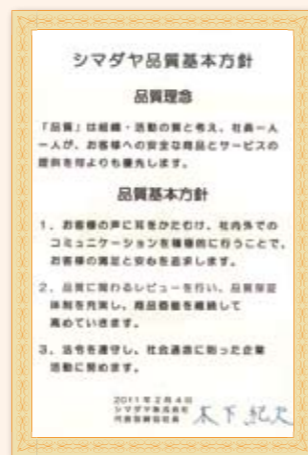 シマダヤ品質基本方針
品質理念
「品質」は組織・活動の質と考え、社員一人
一人が、お客様への安全な商品とサービスの
提供を何よりも優先します。
品質基本方針
1．お客様の声に耳をかたむけ、社内外での
コミュニケーションを積極的に行うことで、
お客様の満足と安心を追求します。
2．品質に関わるレビューを行い、品質保証
体制を充実し、商品価値を継続して
高めていきます。
3．法令を遵守し、社会通念に則った企業
活動に努めます。
2011年2月4日
シマダヤ株式会社
代表取締役社長 木下紀夫